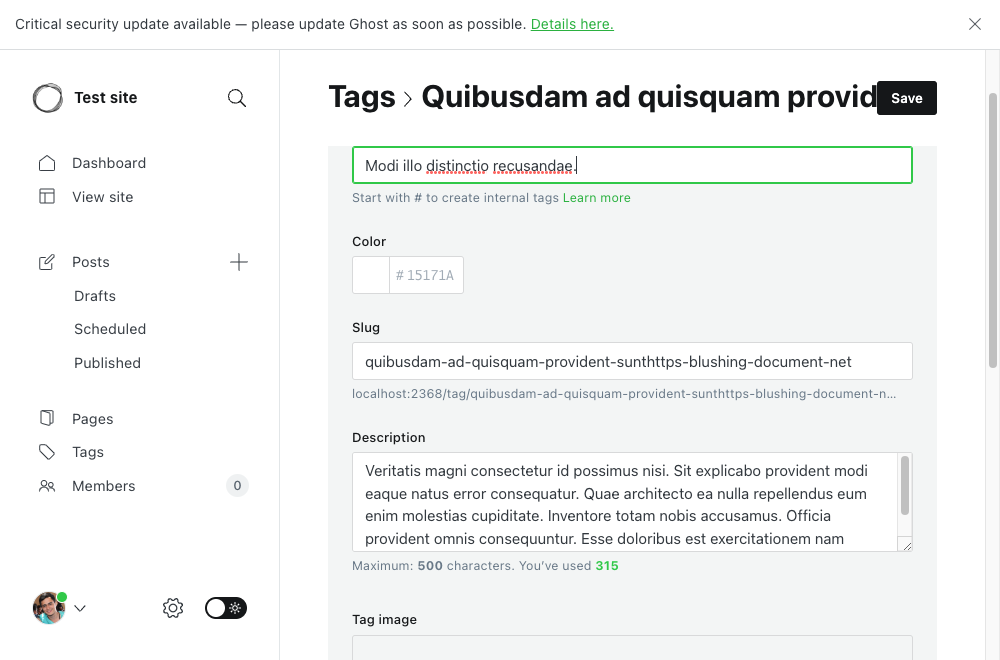 Critical security update available — please update Ghost as soon as possible. Details here.
Test site
Dashboard
View site
Posts
Drafts
Scheduled
Published
Pages
Tags
Members 0
Tags › Quibusdam ad quisquam provid
Save
Modi illo distinctio recusandae.
Start with # to create internal tags Learn more
Color
# 15171A
Slug
quibusdam-ad-quisquam-provident-sunthttps-blushing-document-net
localhost:2368/tag/quibusdam-ad-quisquam-provident-sunthttps-blushing-document-n...
Description
Veritatis magni consectetur id possimus nisi. Sit explicabo provident modi
eaque natus error consequatur. Quae architecto ea nulla repellendus eum
enim molestias cupiditate. Inventore totam nobis accusamus. Officia
provident omnis consequuntur. Esse doloribus est exercitationem nam
Maximum: 500 characters. You've used 315
Tag image